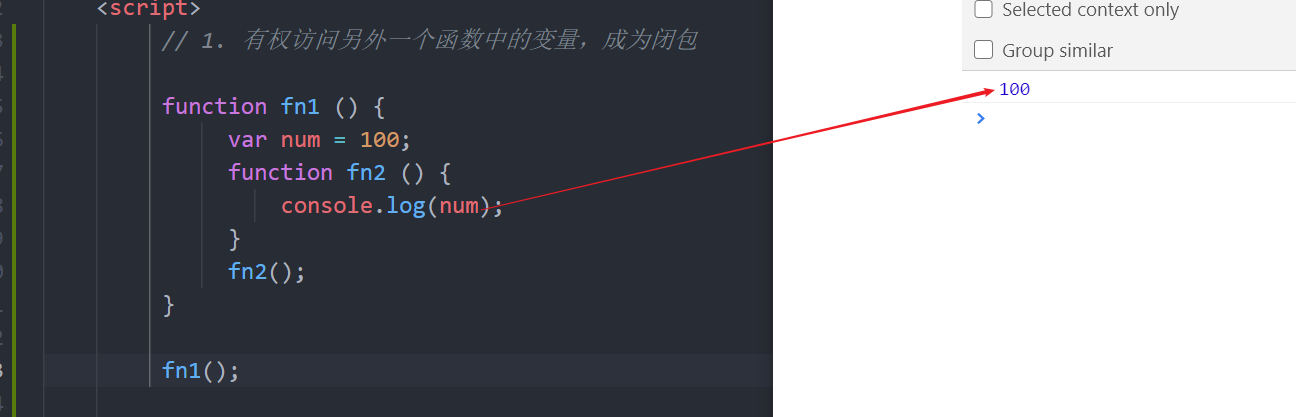 <script>
// 1. 有权访问另外一个函数中的变量，成为闭包
function fn1 () {
var num = 100;
function fn2 () {
console.log(num);
}
fn2();
}
fn1();
Selected context only
Group similar
100
>